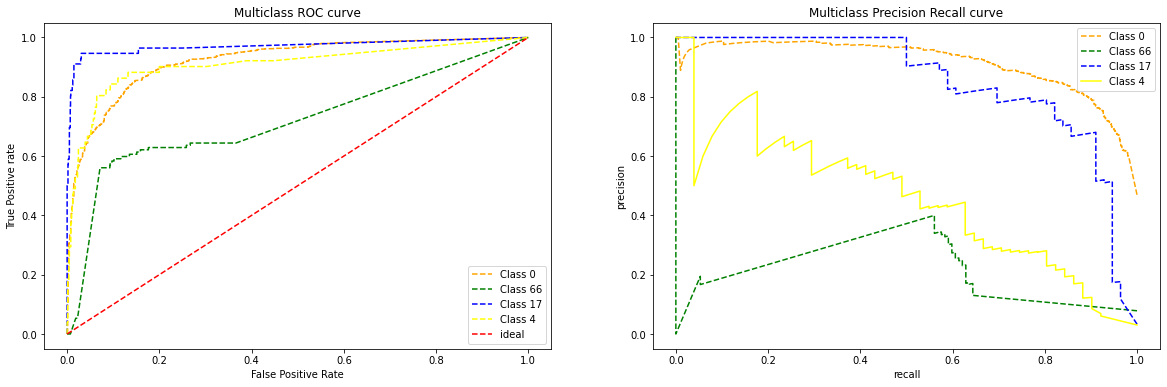 Multiclass ROC curve
True Positive rate
1.0
0.8
0.6
0.4
0.2
0.0
0.0 0.2 0.4 0.6 0.8 1.0
False Positive Rate
Class 0
Class 66
Class 17
Class 4
ideal
Multiclass Precision Recall curve
precision
1.0
0.8
0.6
0.4
0.2
0.0
0.0 0.2 0.4 0.6 0.8 1.0
recall
Class 0
Class 66
Class 17
Class 4